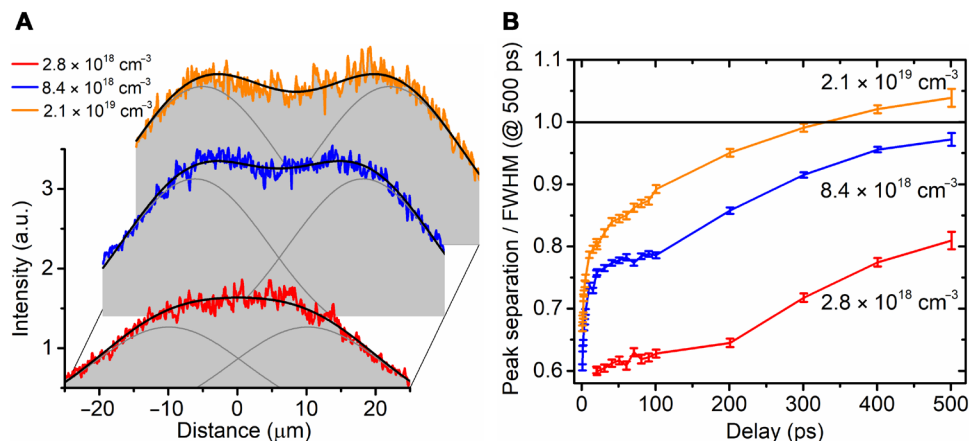 A
2.8 × 10¹⁸ cm⁻³
8.4 × 10¹⁸ cm⁻³
2.1 × 10¹⁹ cm⁻³
Intensity (a.u.)
3
2
1
−20 −10 0 10 20
Distance (μm)
B
Peak separation / FWHM (@ 500 ps)
1.1
1.0
0.9
0.8
0.7
0.6
2.1 × 10¹⁹ cm⁻³
8.4 × 10¹⁸ cm⁻³
2.8 × 10¹⁸ cm⁻³
0 100 200 300 400 500
Delay (ps)